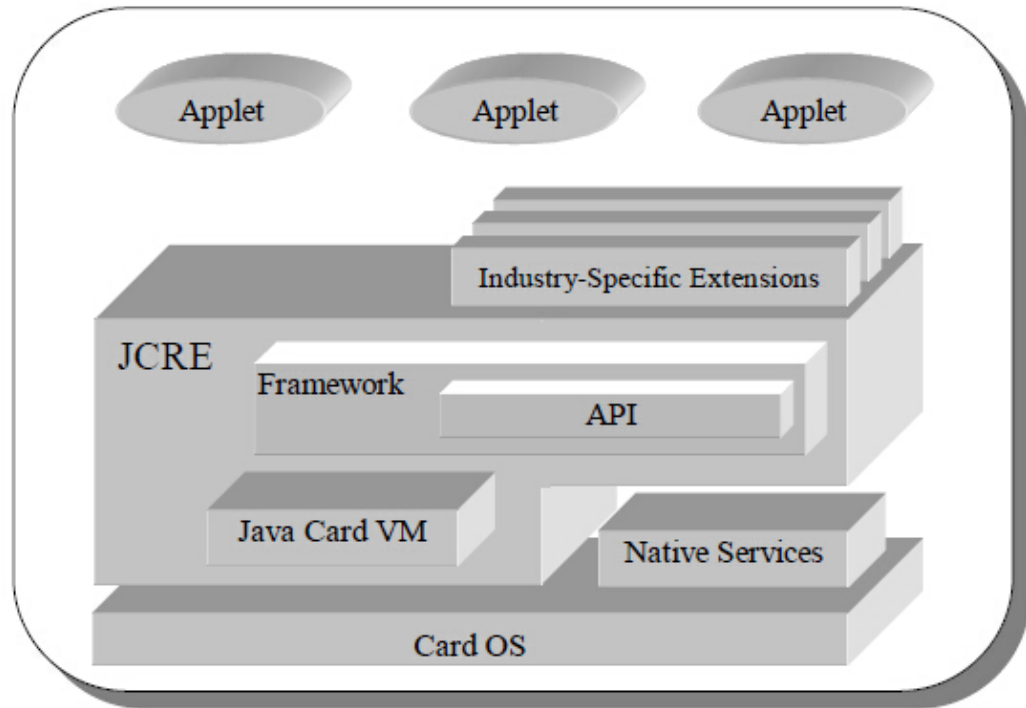 Applet
Applet
Applet
Industry-Specific Extensions
JCRE
Framework
API
Java Card VM
Native Services
Card OS